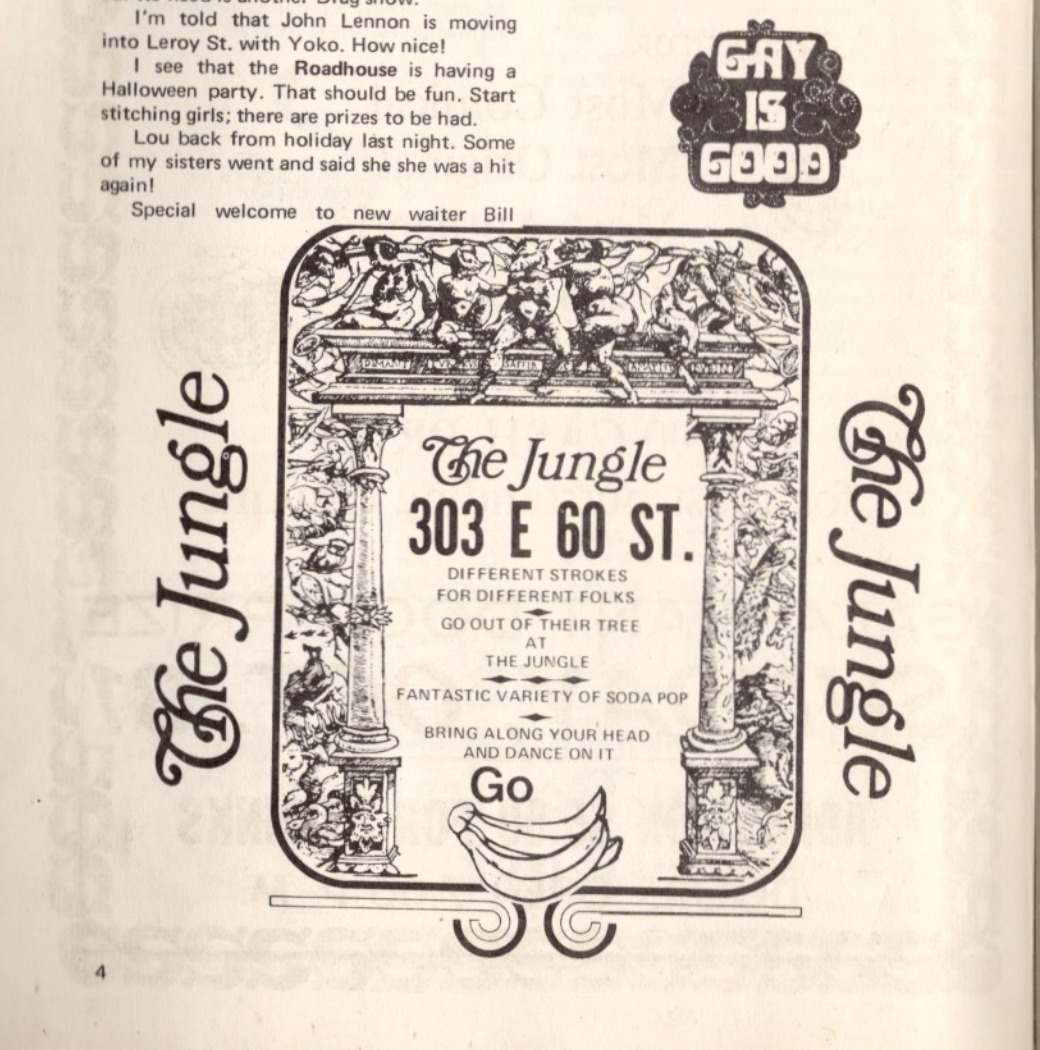 need is another Drag show.
I'm told that John Lennon is moving
into Leroy St. with Yoko. How nice!
I see that the Roadhouse is having a
Halloween party. That should be fun. Start
stitching girls; there are prizes to be had.
Lou back from holiday last night. Some
of my sisters went and said she she was a hit
again!
Special welcome to new waiter Bill
GAY
IS
GOOD
The Jungle
The Jungle
303 E 60 ST.
DIFFERENT STROKES
FOR DIFFERENT FOLKS
GO OUT OF THEIR TREE
AT
THE JUNGLE
FANTASTIC VARIETY OF SODA POP
BRING ALONG YOUR HEAD
AND DANCE ON IT
Go
The Jungle
4